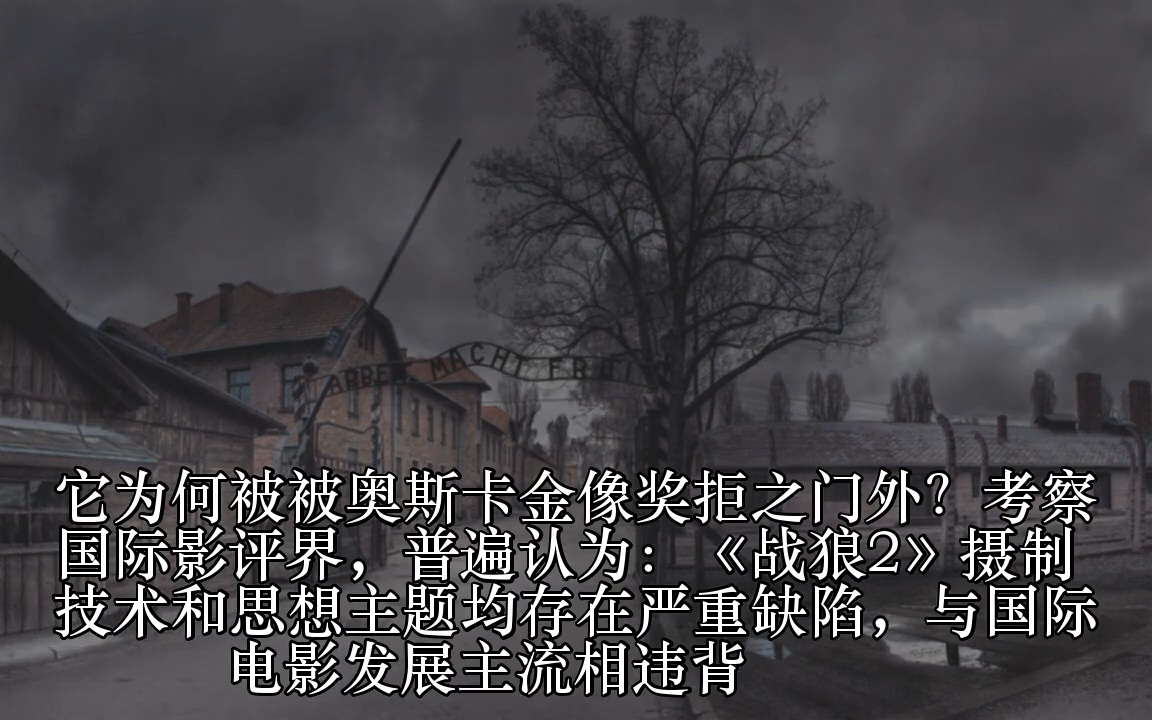 ARBEIT MACHT FREI
它为何被被奥斯卡金像奖拒之门外？考察
国际影评界，普遍认为：《战狼2》摄制
技术和思想主题均存在严重缺陷，与国际
电影发展主流相违背